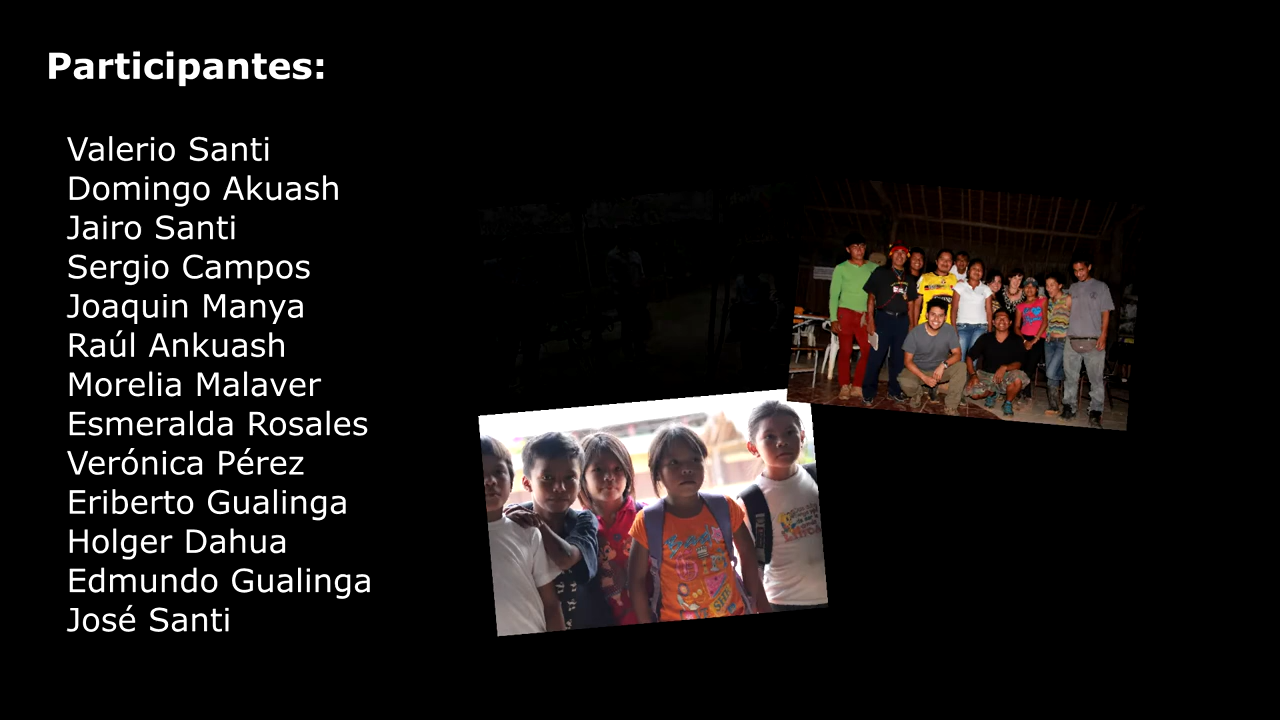 Participantes:
Valerio Santi
Domingo Akuash
Jairo Santi
Sergio Campos
Joaquin Manya
Raúl Ankuash
Morelia Malaver
Esmeralda Rosales
Verónica Pérez
Eriberto Gualinga
Holger Dahua
Edmundo Gualinga
José Santi